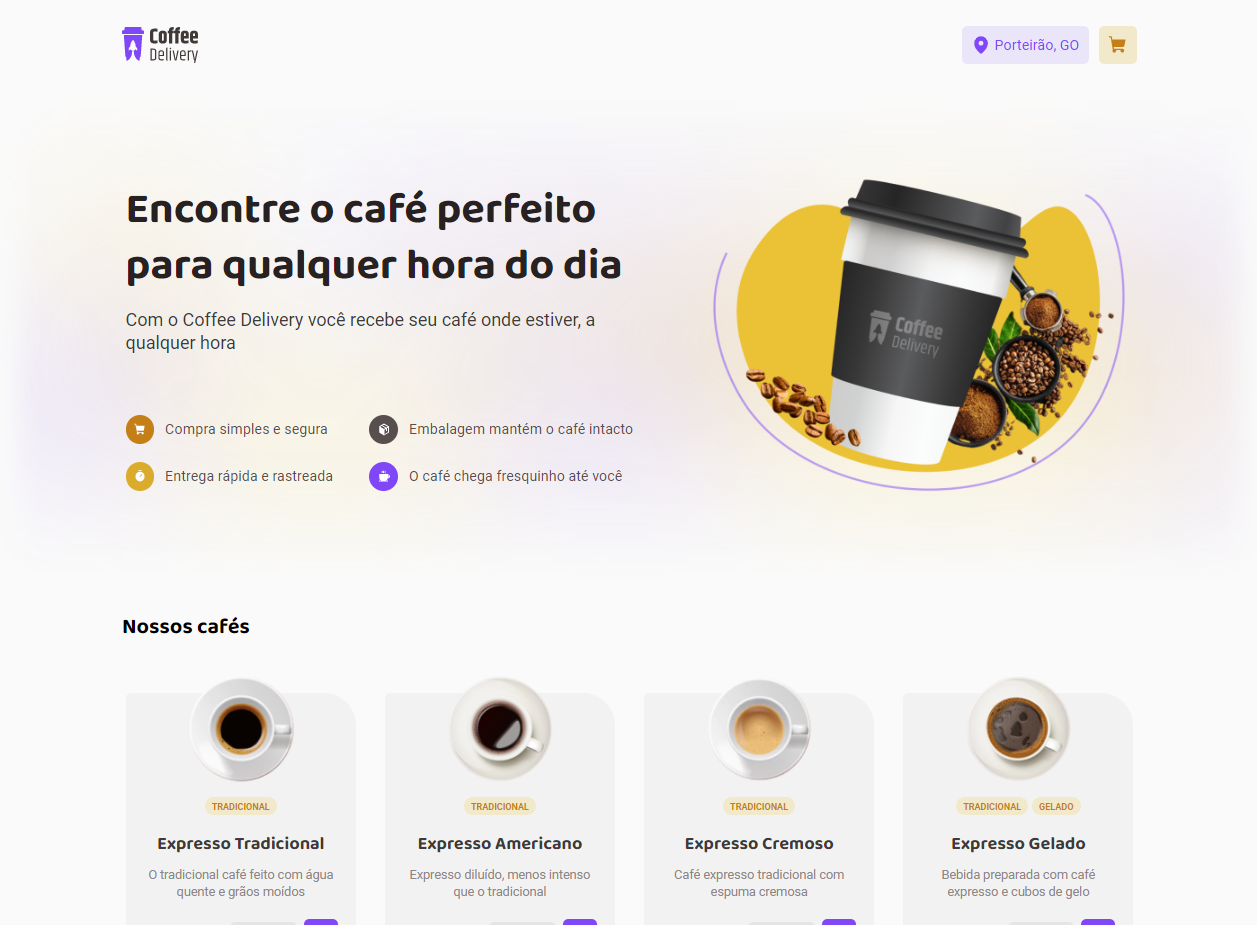 Coffee
Delivery
Porteirão, GO
Encontre o café perfeito
para qualquer hora do dia
Com o Coffee Delivery você recebe seu café onde estiver, a
qualquer hora
Coffee
Delivery
Compra simples e segura
Embalagem mantém o café intacto
Entrega rápida e rastreada
O café chega fresquinho até você
Nossos cafés
TRADICIONAL
TRADICIONAL
TRADICIONAL
TRADICIONAL
GELADO
Expresso Tradicional
Expresso Americano
Expresso Cremoso
Expresso Gelado
O tradicional café feito com água
quente e grãos moídos
Expresso diluído, menos intenso
que o tradicional
Café expresso tradicional com
espuma cremosa
Bebida preparada com café
expresso e cubos de gelo